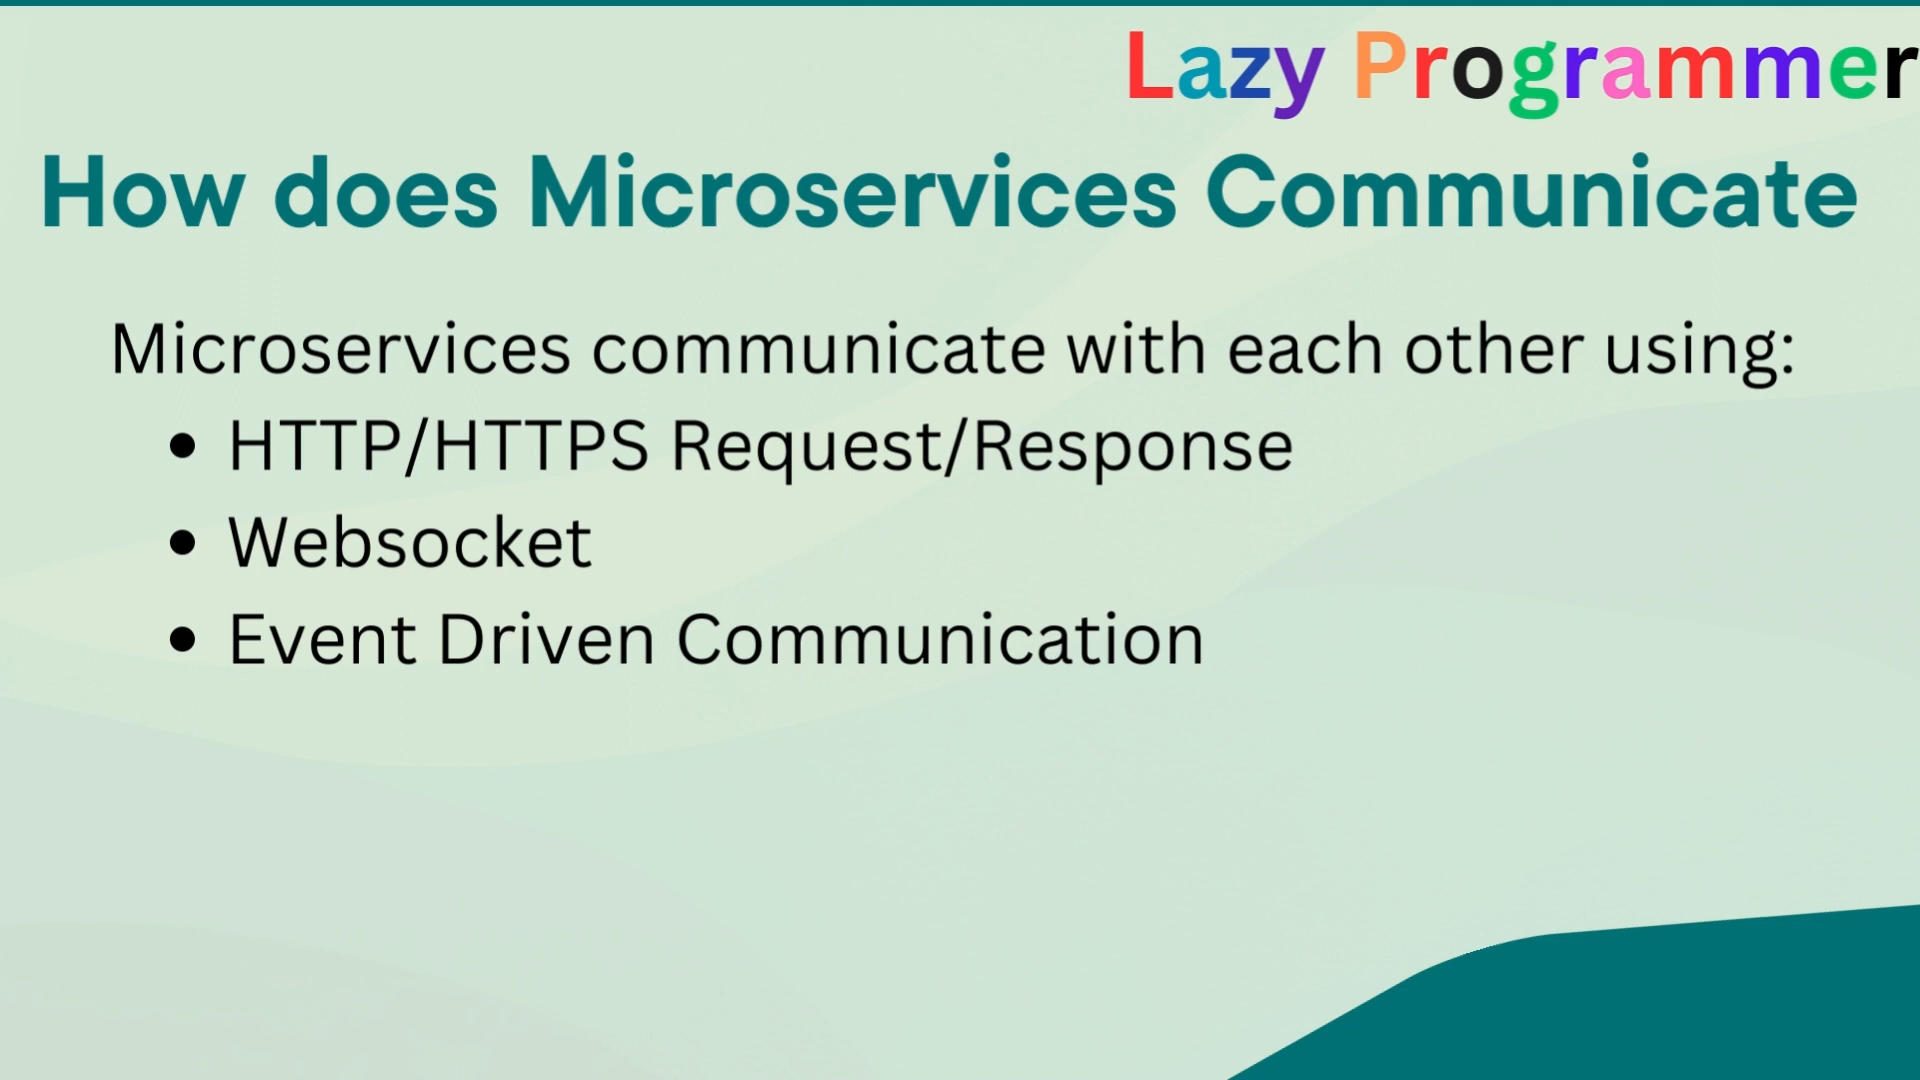 Lazy Programmer
How does Microservices Communicate
Microservices communicate with each other using:
• HTTP/HTTPS Request/Response
• Websocket
• Event Driven Communication